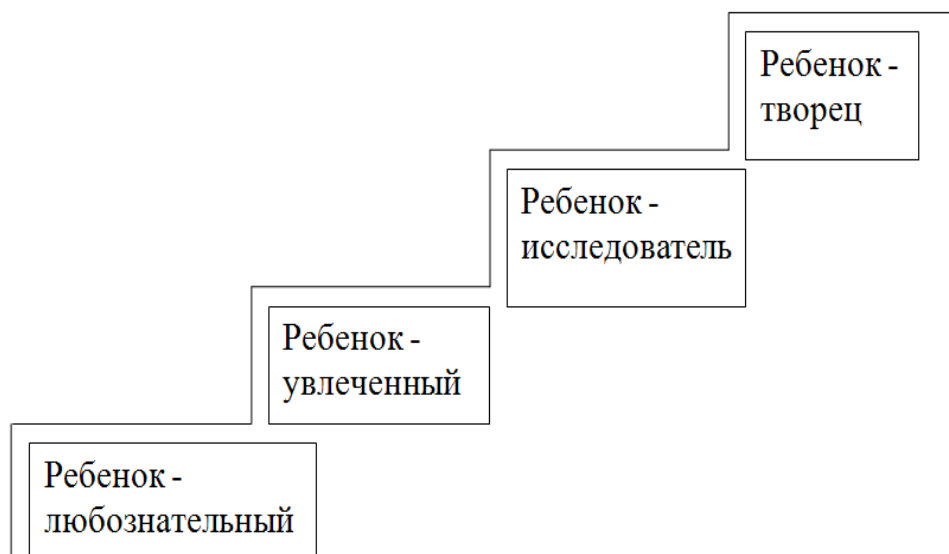 Ребенок -
творец
Ребенок -
исследователь
Ребенок -
увлеченный
Ребенок -
любознательный